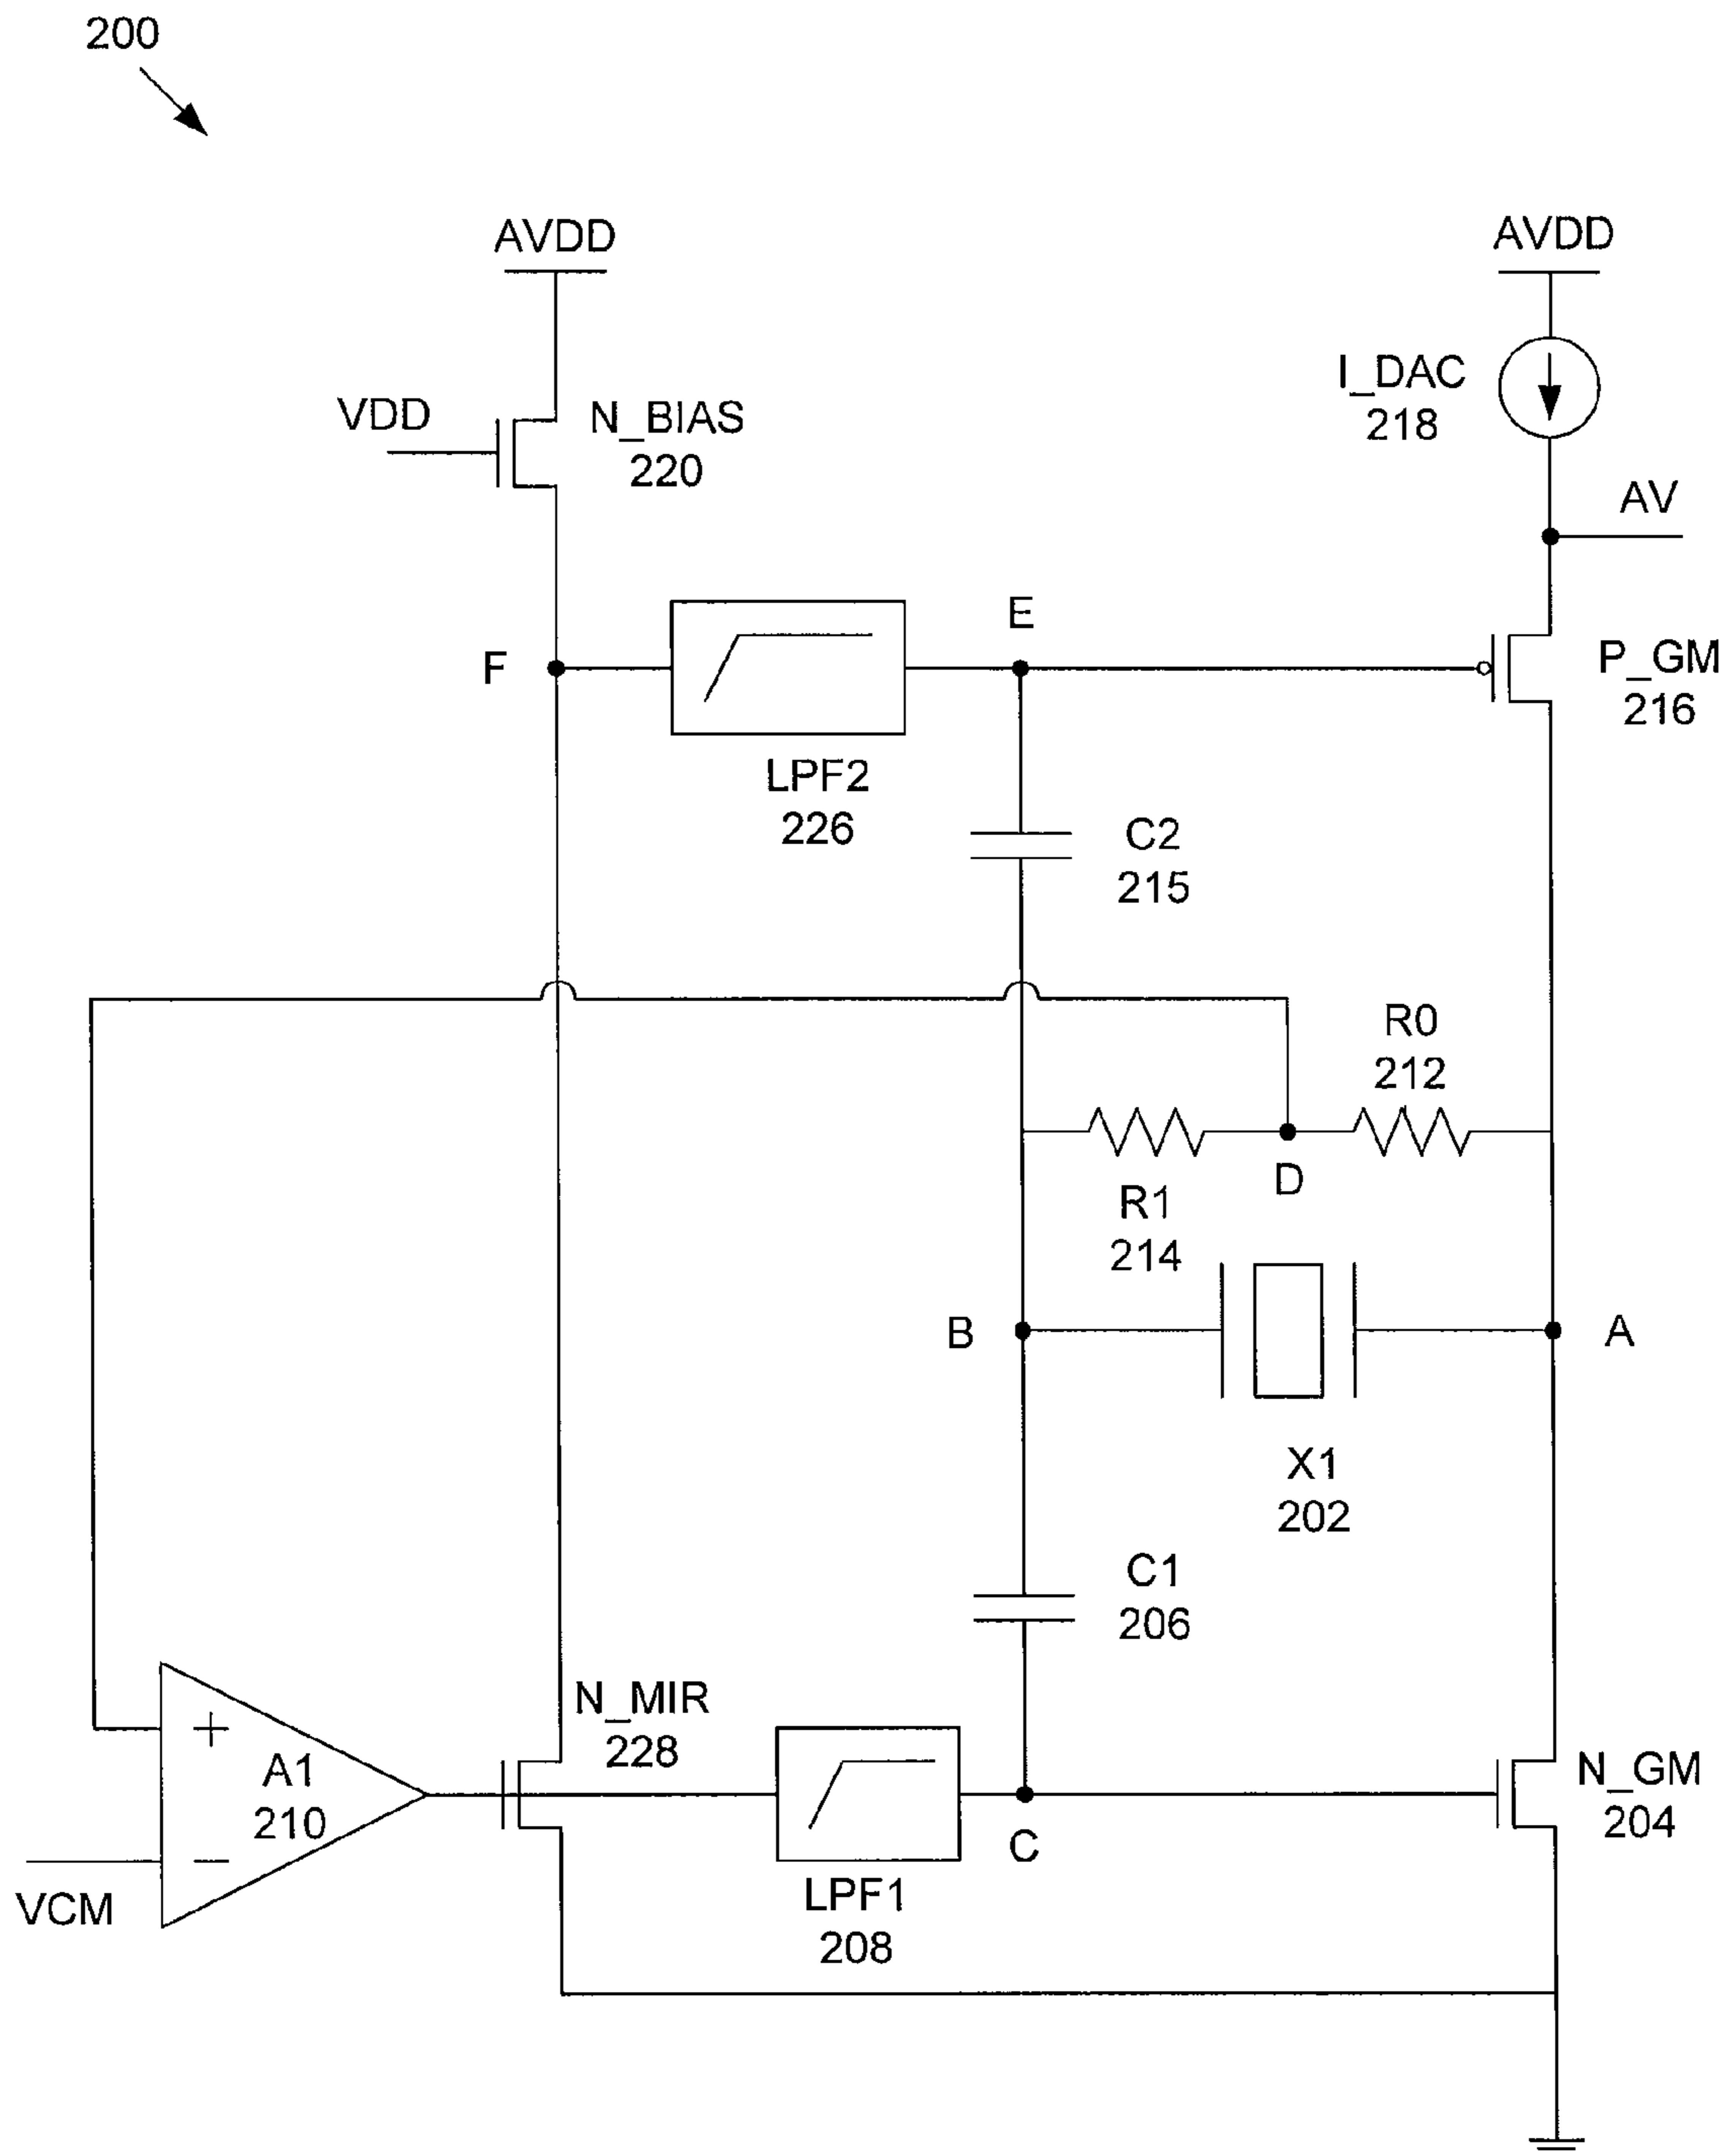 200
AVDD
AVDD
VDD
N_BIAS
220
I_DAC
218
AV
F
E
P_GM
216
LPF2
226
C2
215
R0
212
D
R1
214
B
A
X1
202
C1
206
N_MIR
228
+
A1
210
−
VCM
C
LPF1
208
N_GM
204